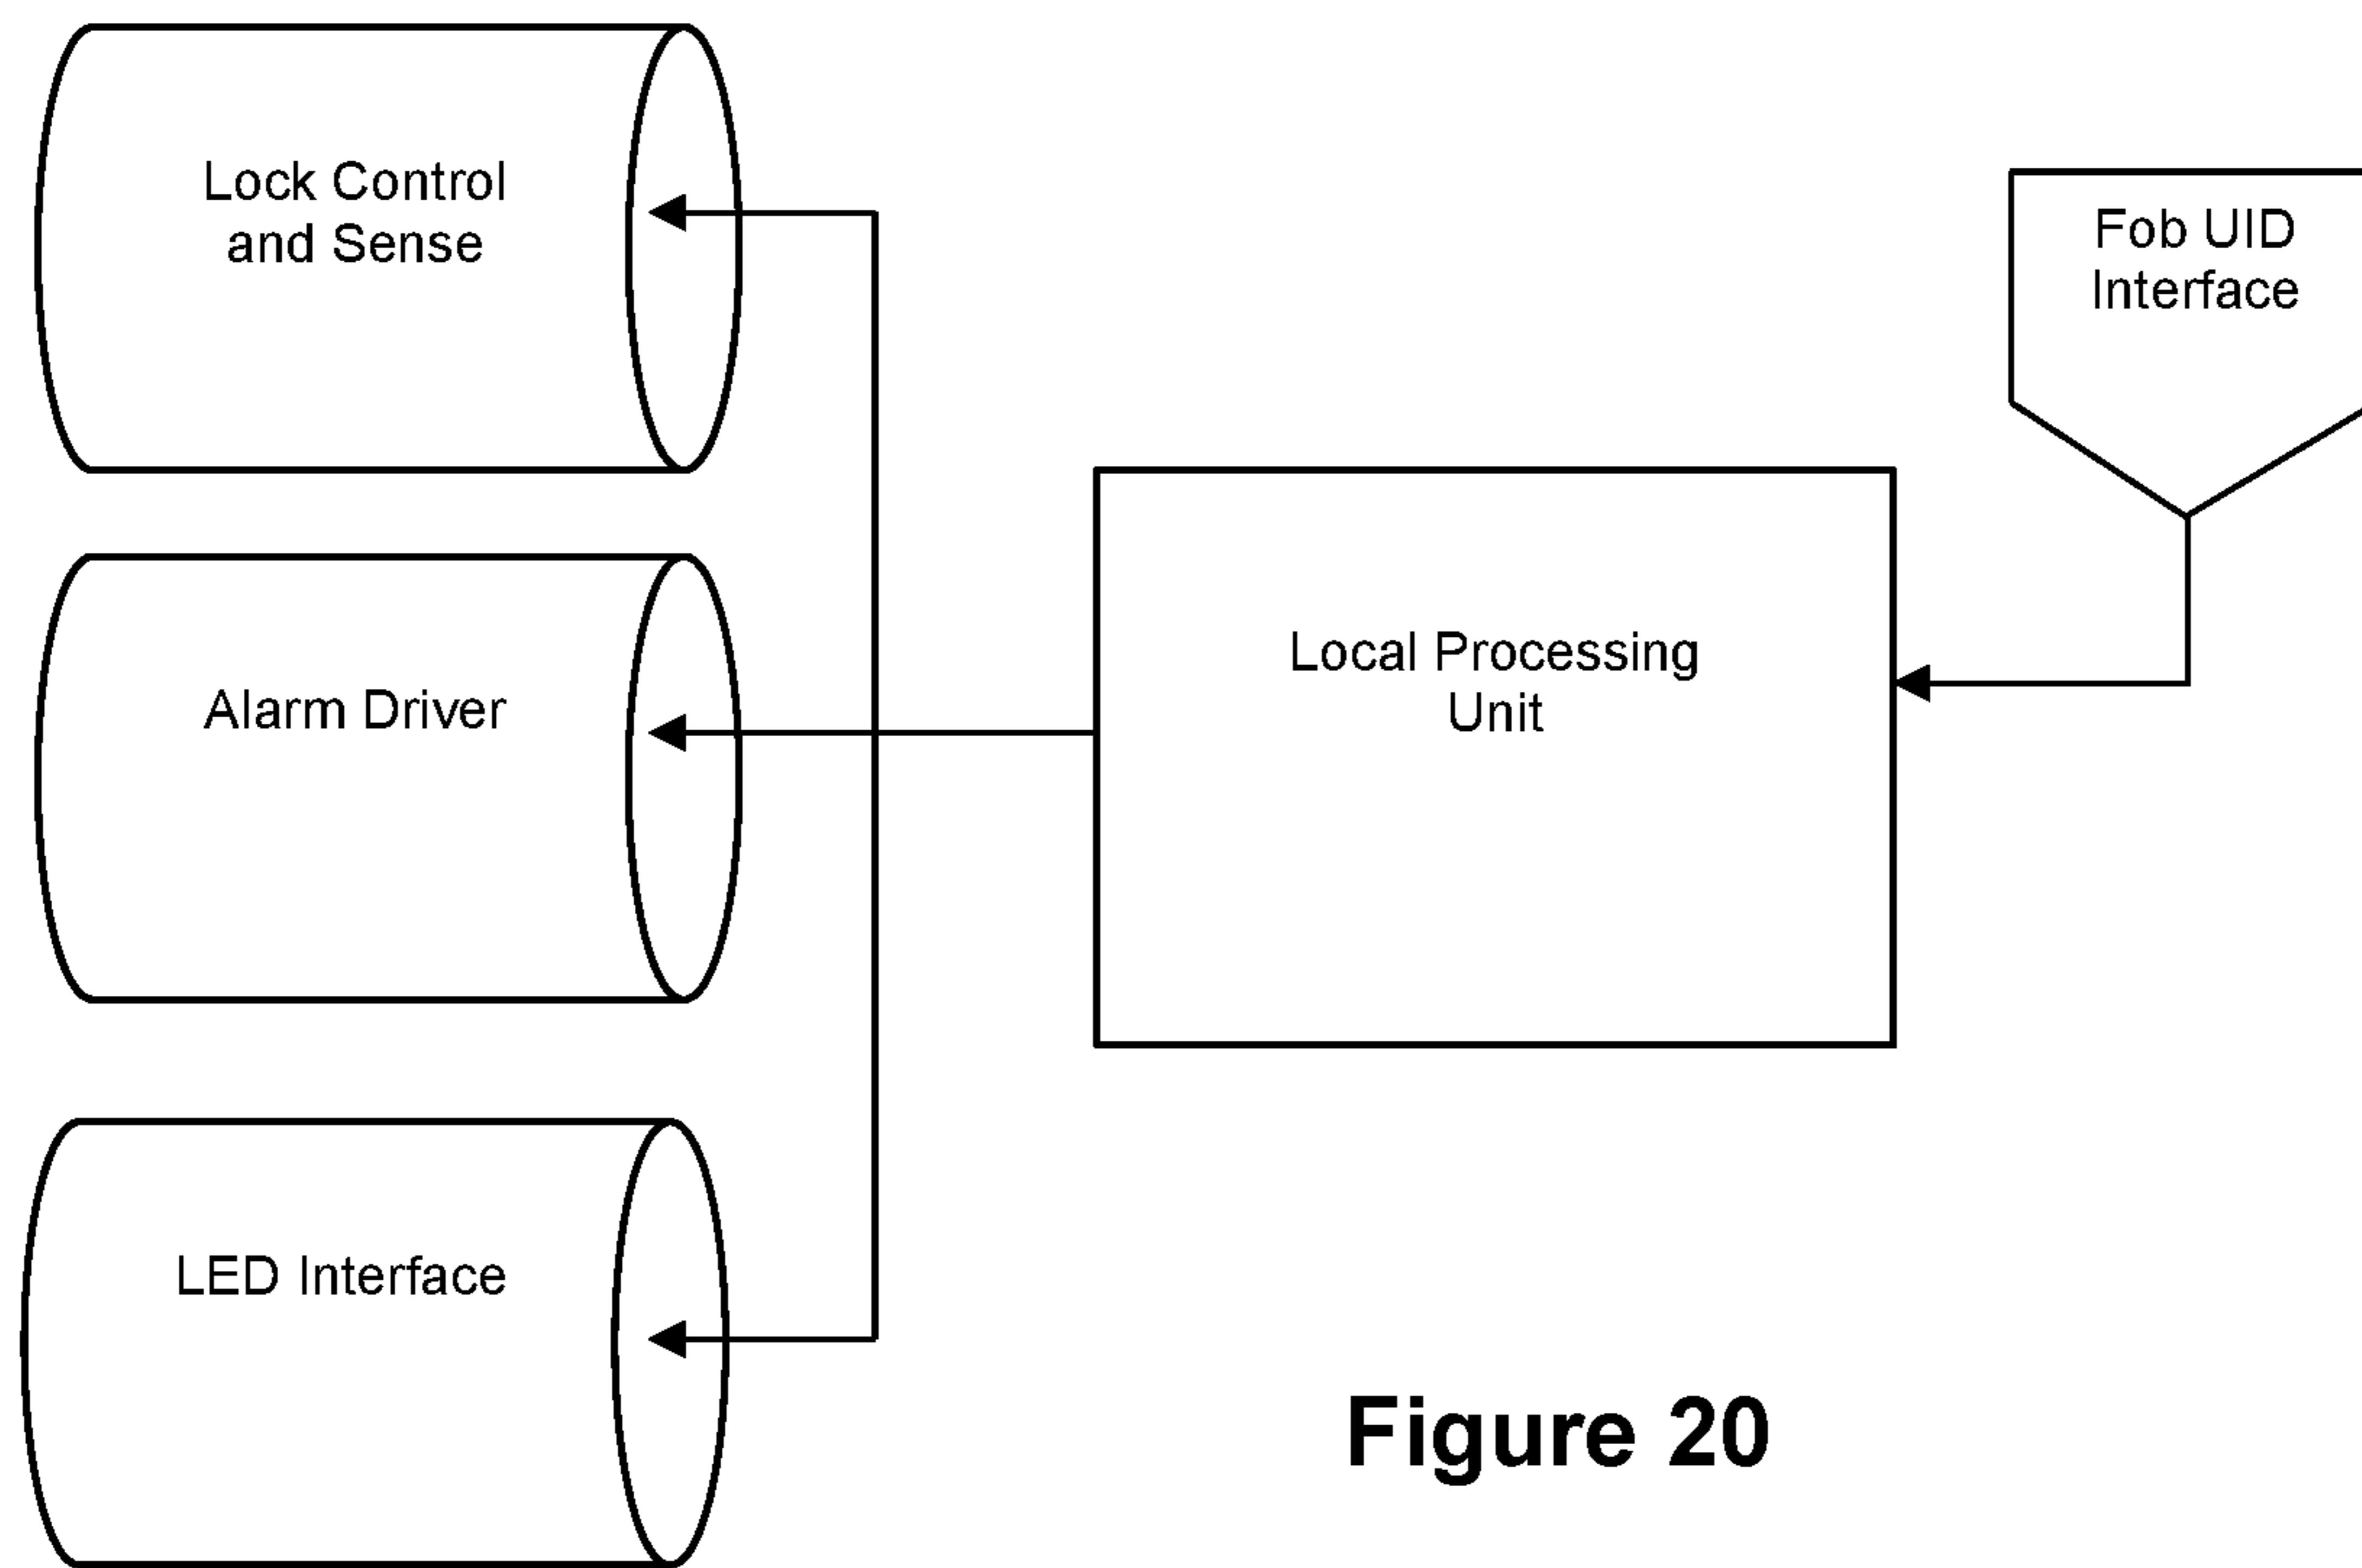 Lock Control
and Sense
Fob UID
Interface
Local Processing
Unit
Alarm Driver
LED Interface
Figure 20